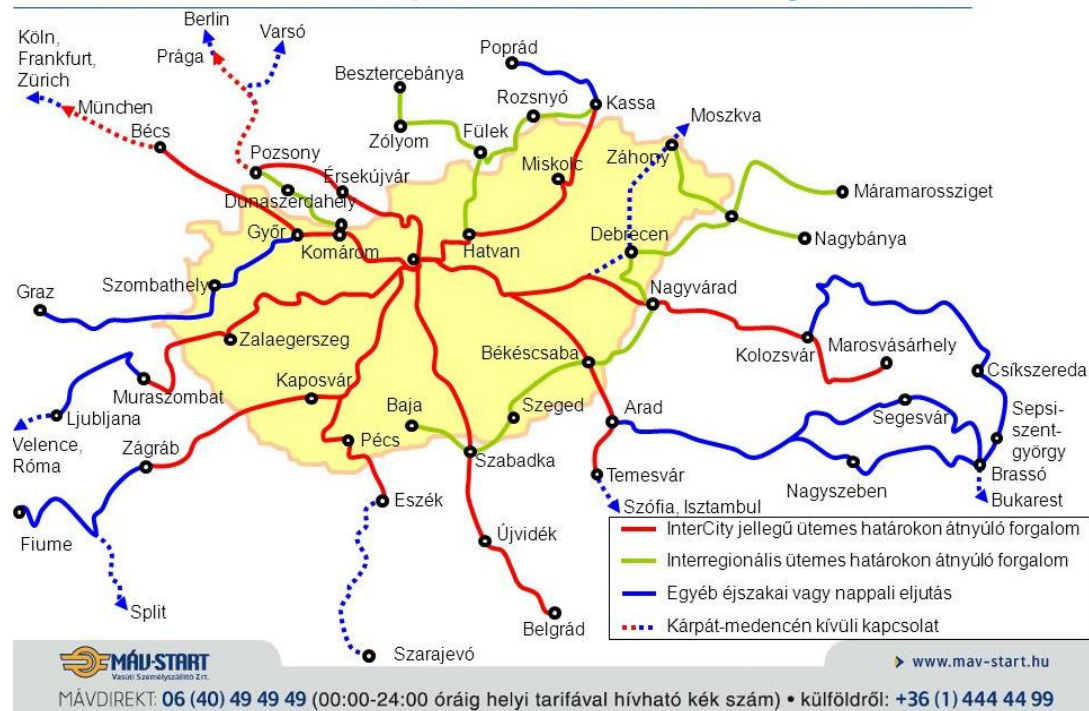 Berlin
Varsó
Köln,
Frankfurt,
Zürich
Prága
München
Bécs
Poprád
Besztercebánya
Rozsnyó
Kassa
Zólyom
Fülek
Moszkva
Pozsony
Érsekújvár
Miskolc
Záhony
Dunaszerdahely
Máramarossziget
Győr
Komárom
Hatvan
Debrecen
Nagybánya
Szombathely
Graz
Nagyvárad
Zalaegerszeg
Békéscsaba
Kolozsvár
Marosvásárhely
Muraszombat
Kaposvár
Csíkszereda
Ljubljana
Baja
Szeged
Arad
Segesvár
Sepsi-
szent-
györgy
Velence,
Róma
Zágráb
Pécs
Szabadka
Temesvár
Nagyszeben
Brassó
Eszék
Szófia, Isztambul
Bukarest
Fiume
Újvidék
Split
Belgrád
Szarajevó
InterCity jellegű ütemes határokon átnyúló forgalom
Interregionális ütemes határokon átnyúló forgalom
Egyéb éjszakai vagy nappali eljutás
Kárpát-medencén kívüli kapcsolat
MÁV-START
Vasúti Személyszállító Zrt.
www.mav-start.hu
MÁVDIREKT: 06 (40) 49 49 49 (00:00-24:00 óráig helyi tarifával hívható kék szám) • külföldről: +36 (1) 444 44 99